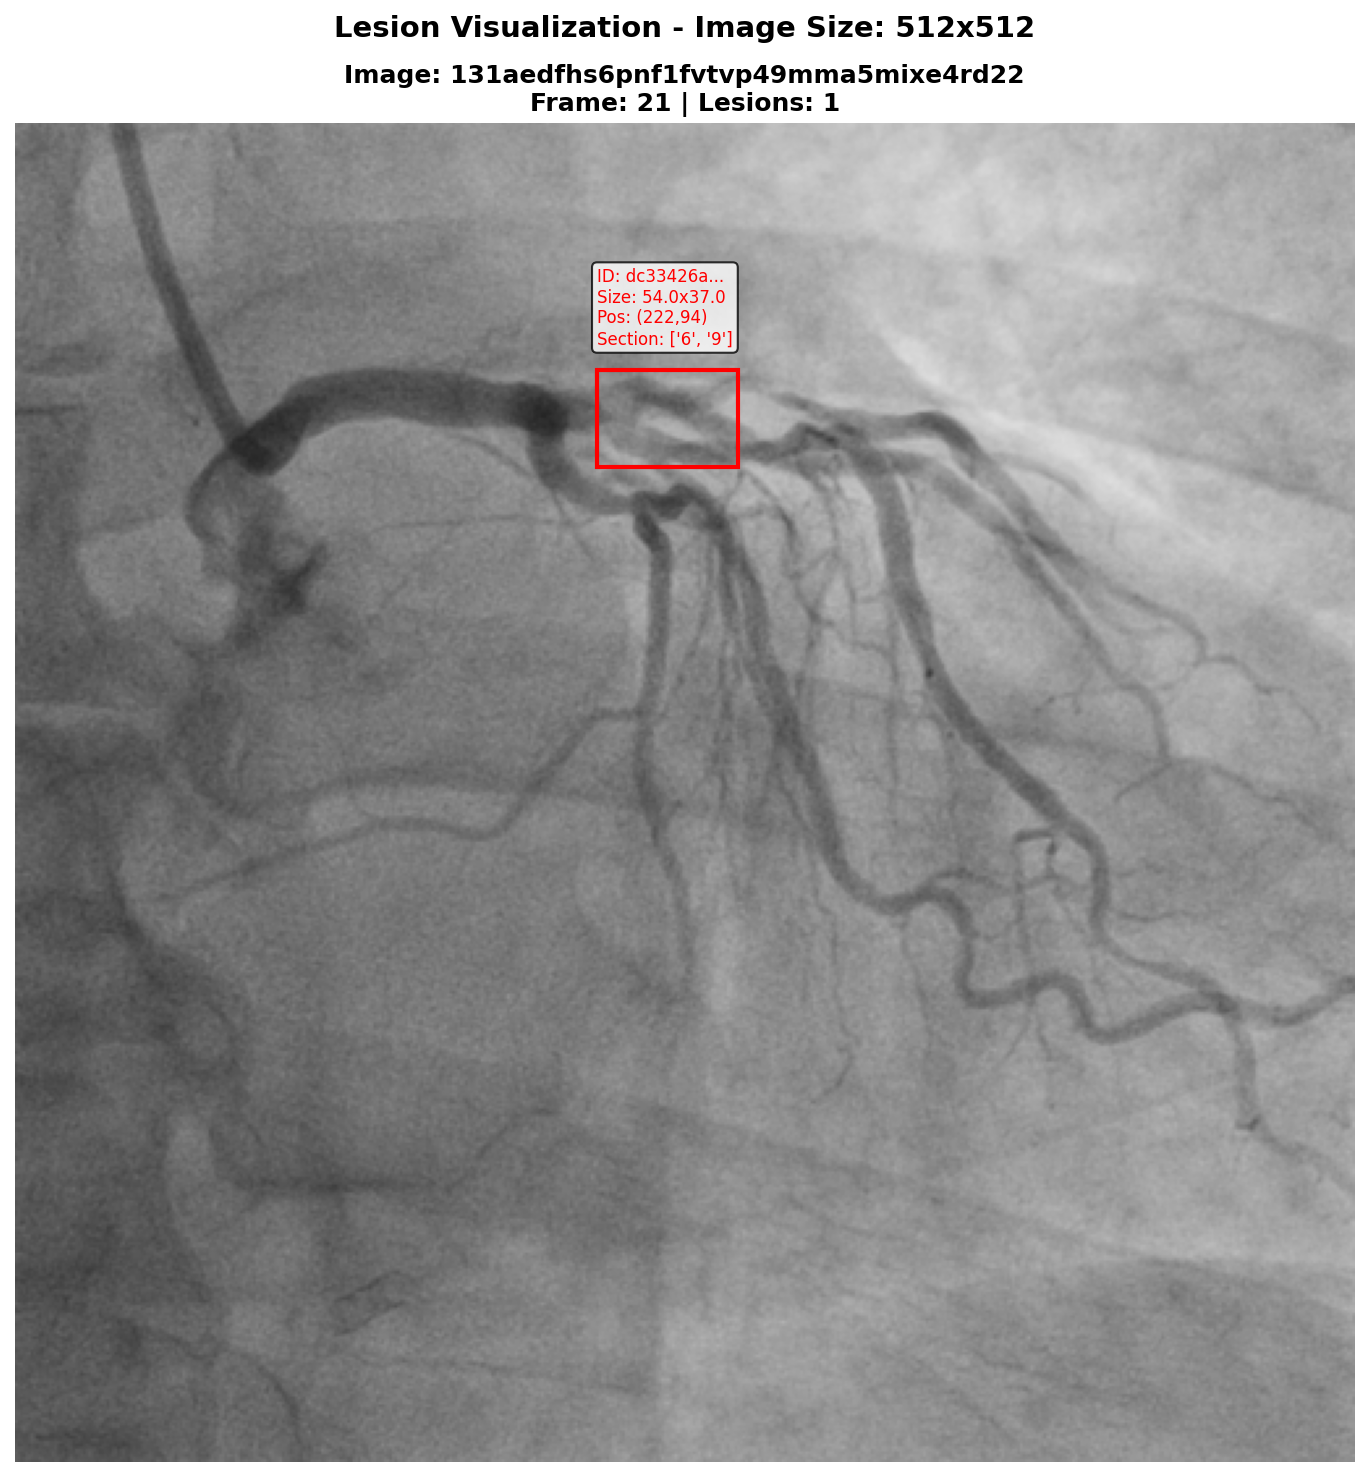 Lesion Visualization - Image Size: 512x512
Image: 131aedfhs6pnf1fvtvp49mma5mixe4rd22
Frame: 21 | Lesions: 1
ID: dc33426a...
Size: 54.0x37.0
Pos: (222,94)
Section: ['6', '9']